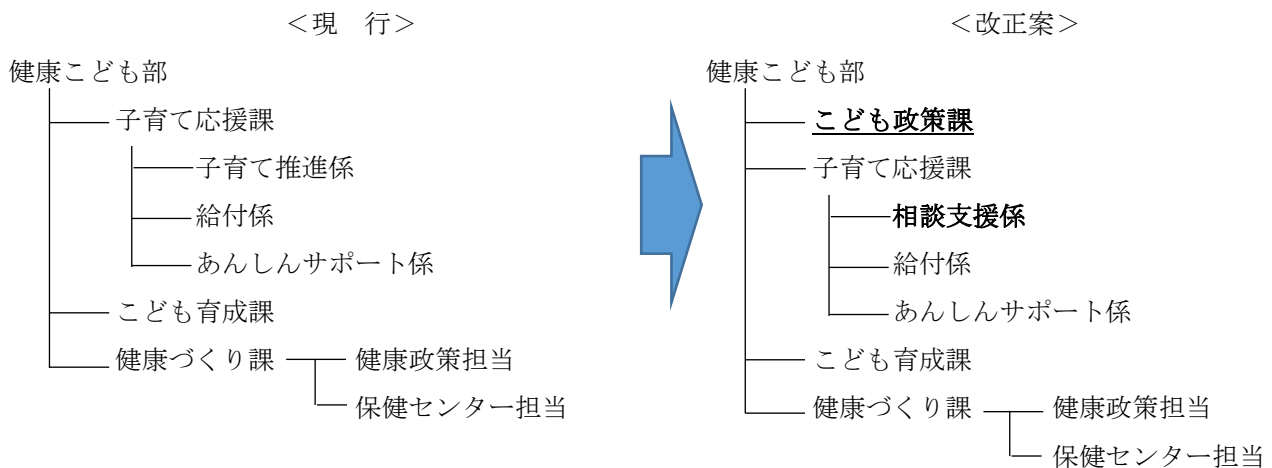 ＜現　行＞
健康こども部
子育て応援課
子育て推進係
給付係
あんしんサポート係
こども育成課
健康づくり課
健康政策担当
保健センター担当
＜改正案＞
健康こども部
こども政策課
子育て応援課
相談支援係
給付係
あんしんサポート係
こども育成課
健康づくり課
健康政策担当
保健センター担当